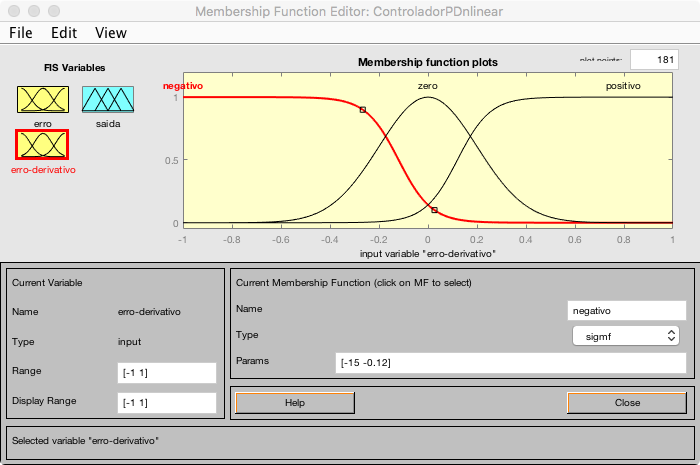 Membership Function Editor: ControladorPDnlinear
File Edit View
FIS Variables
erro
saida
erro-derivativo
Membership function plots
plot points:
181
negativo
zero
positivo
1
0.5
0
-1 -0.8 -0.6 -0.4 -0.2 0 0.2 0.4 0.6 0.8 1
input variable "erro-derivativo"
Current Variable
Name erro-derivativo
Type input
Range [-1 1]
Display Range [-1 1]
Current Membership Function (click on MF to select)
Name negativo
Type sigmf
Params [-15 -0.12]
Help Close
Selected variable "erro-derivativo"